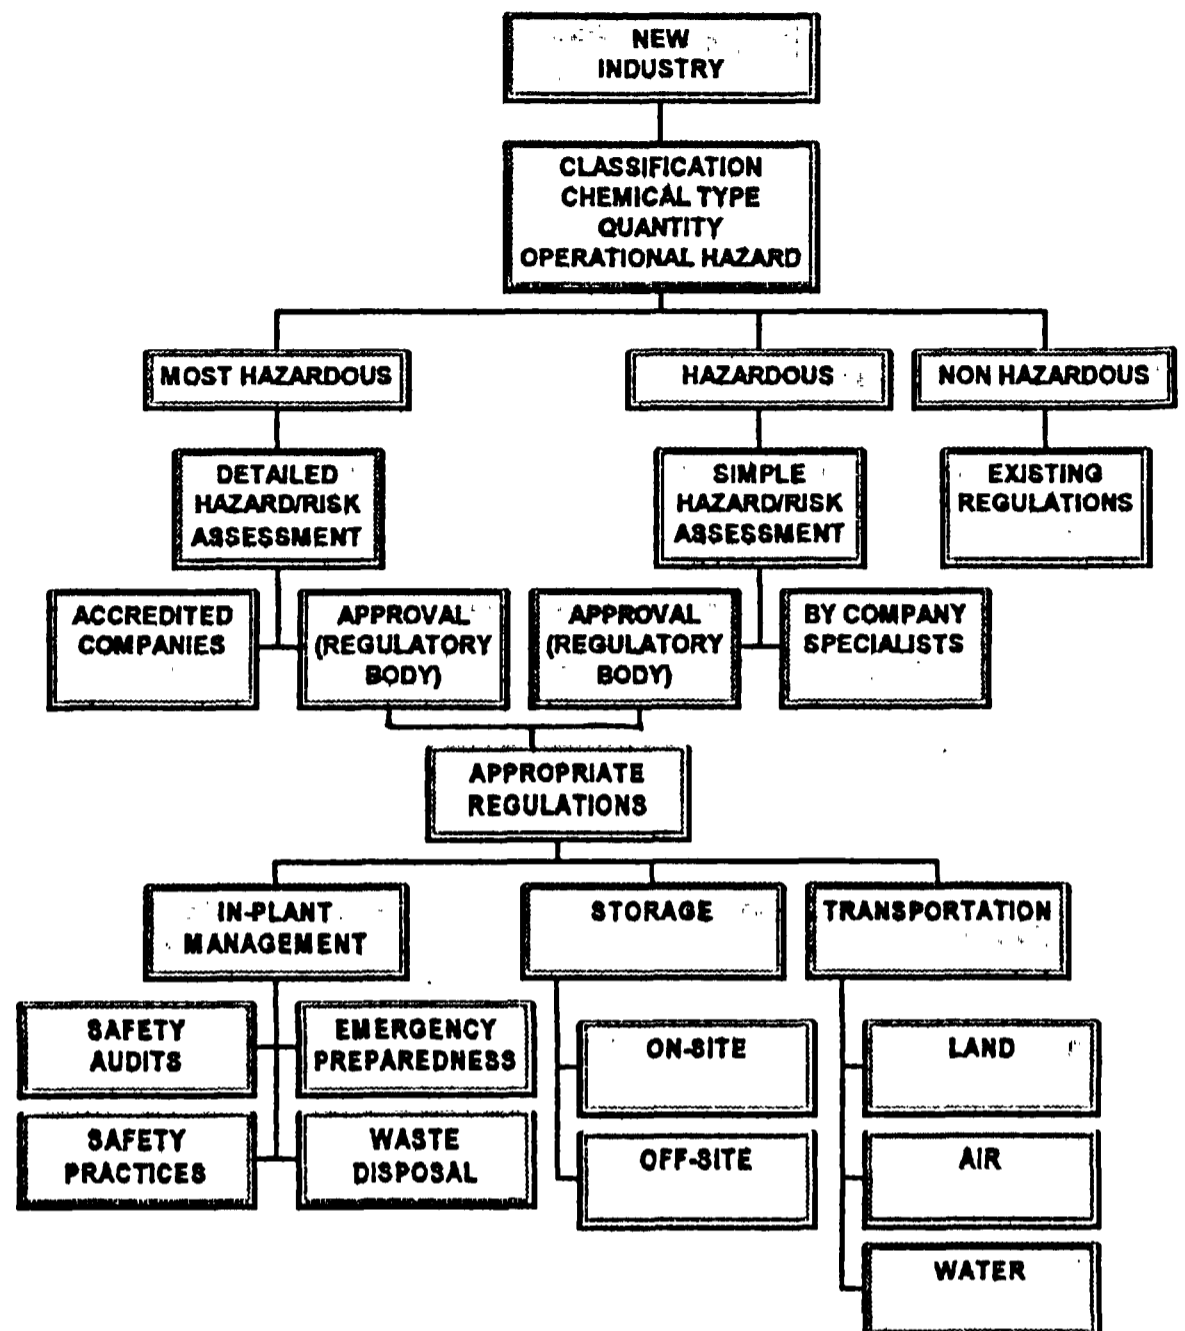 NEW
INDUSTRY
CLASSIFICATION
CHEMICAL TYPE
QUANTITY
OPERATIONAL HAZARD
MOST HAZARDOUS
HAZARDOUS
NON HAZARDOUS
DETAILED
HAZARD/RISK
ASSESSMENT
SIMPLE
HAZARD/RISK
ASSESSMENT
EXISTING
REGULATIONS
ACCREDITED
COMPANIES
APPROVAL
(REGULATORY
BODY)
APPROVAL
(REGULATORY
BODY)
BY COMPANY
SPECIALISTS
APPROPRIATE
REGULATIONS
IN-PLANT
MANAGEMENT
STORAGE
TRANSPORTATION
SAFETY
AUDITS
EMERGENCY
PREPAREDNESS
ON-SITE
LAND
SAFETY
PRACTICES
WASTE
DISPOSAL
OFF-SITE
AIR
WATER